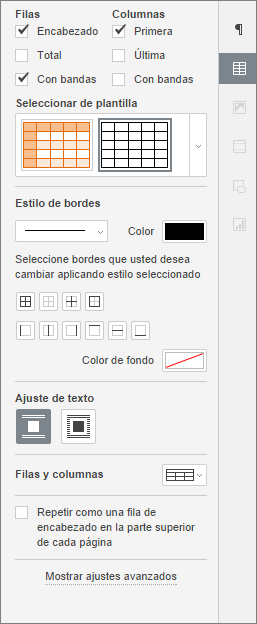 Filas Columnas
Encabezado Primera
Total Última
Con bandas Con bandas
Seleccionar de plantilla
Estilo de bordes
Color
Seleccione bordes que usted desea
cambiar aplicando estilo seleccionado
Color de fondo
Ajuste de texto
Filas y columnas
Repetir como una fila de
encabezado en la parte superior
de cada página
Mostrar ajustes avanzados